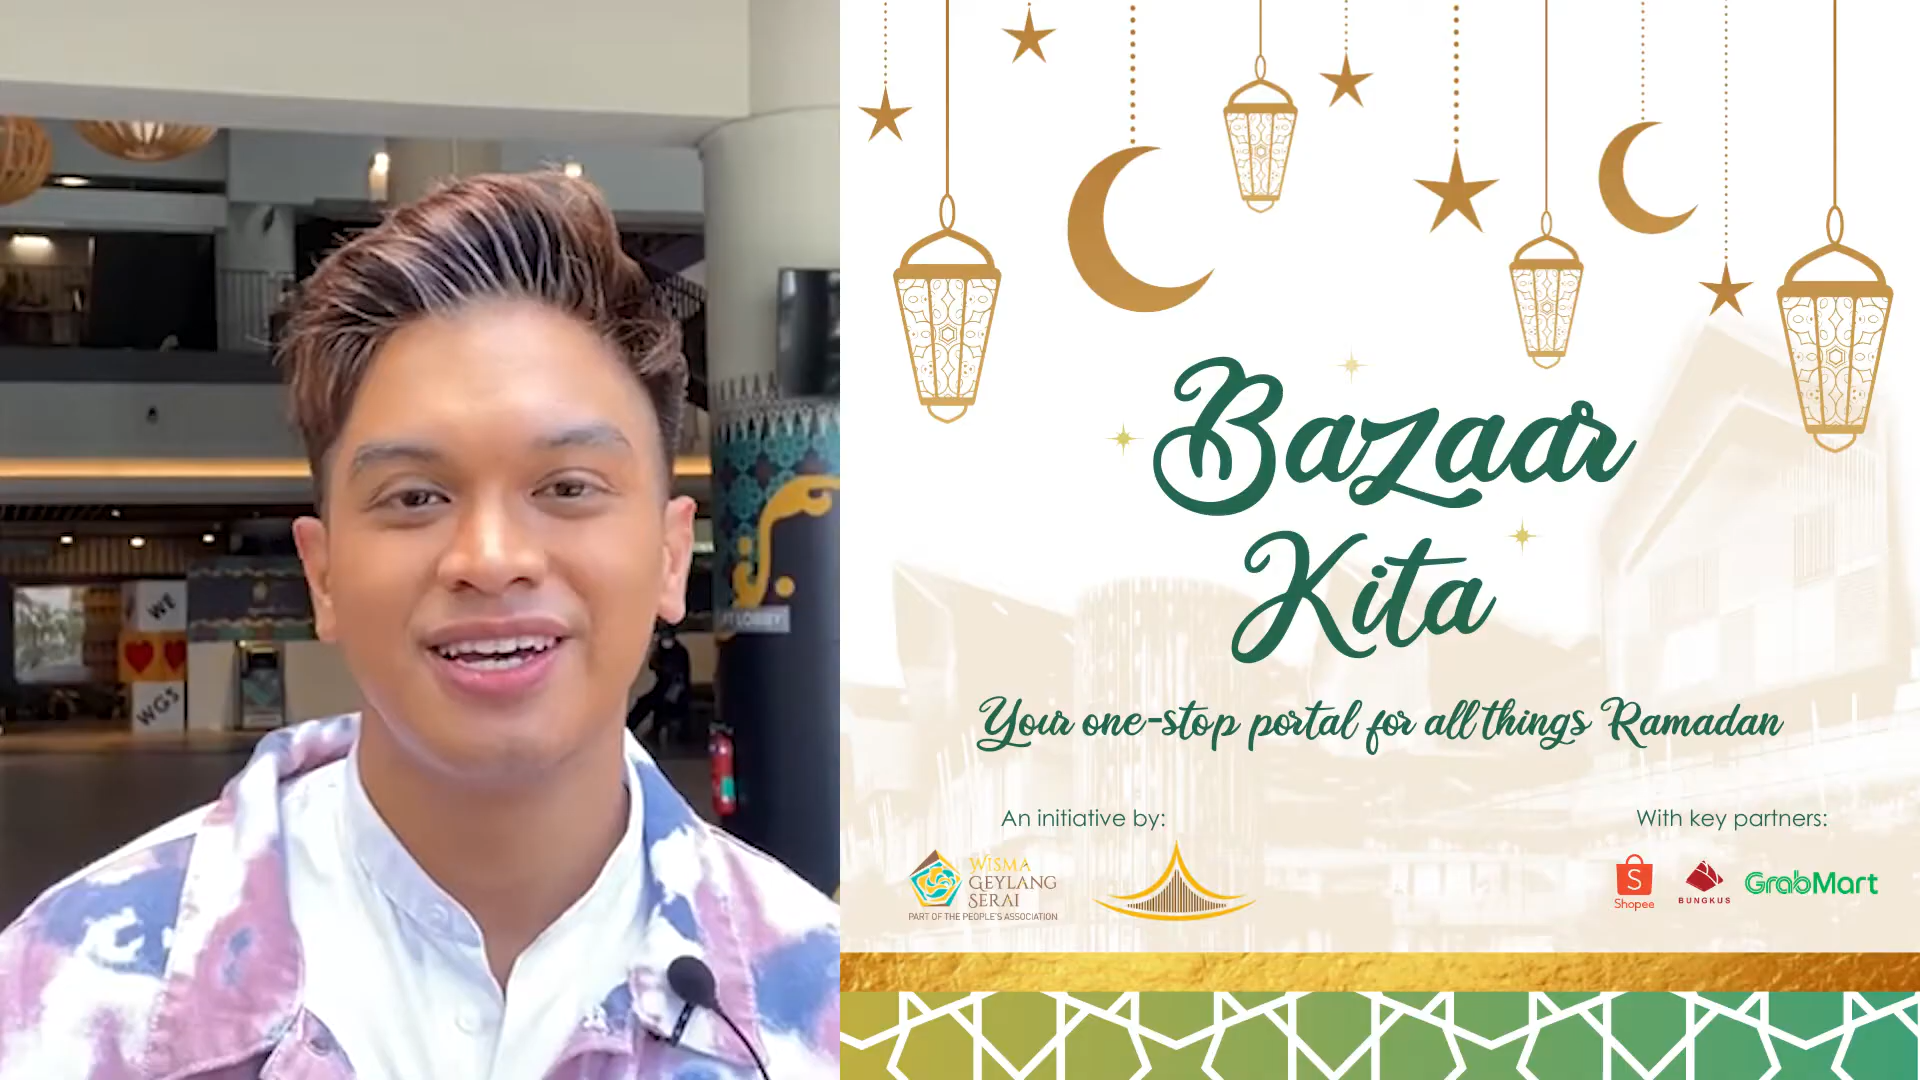 WE
WGS
LOBBY
Bazaar
Kita
Your one-stop portal for all things Ramadan
An initiative by:
With key partners:
WISMA
GEYLANG
SERAI
PART OF THE PEOPLE'S ASSOCIATION
S
Shopee
BUNGKUS
GrabMart